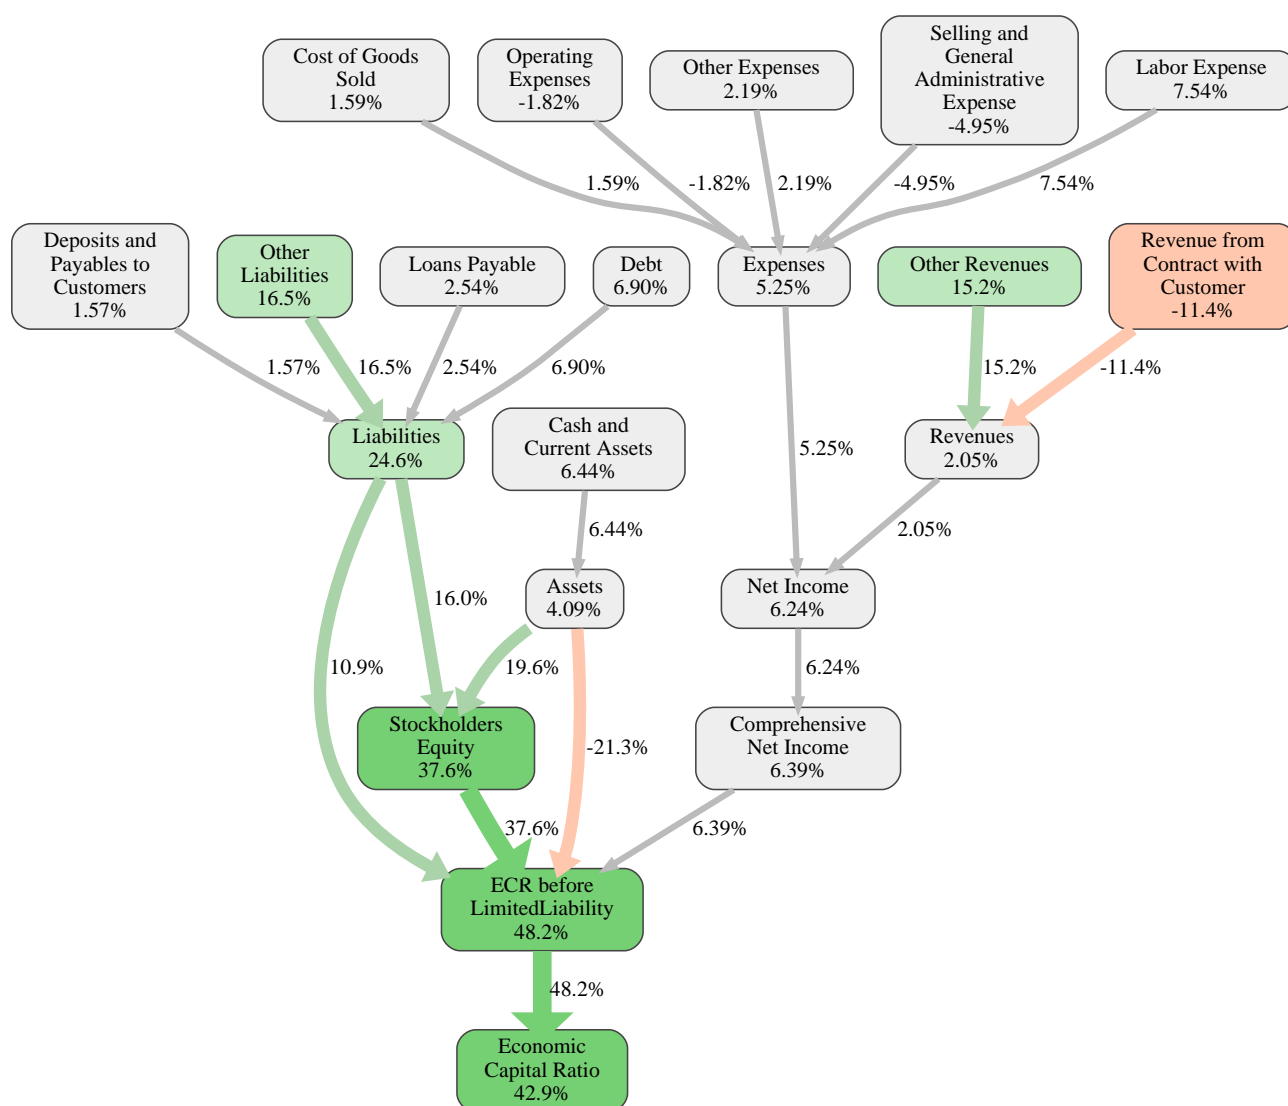 Cost of Goods
Sold
1.59%
Operating
Expenses
-1.82%
Other Expenses
2.19%
Selling and
General
Administrative
Expense
-4.95%
Labor Expense
7.54%
1.59%
-1.82%
2.19%
-4.95%
7.54%
Deposits and
Payables to
Customers
1.57%
Other
Liabilities
16.5%
Loans Payable
2.54%
Debt
6.90%
Expenses
5.25%
Other Revenues
15.2%
Revenue from
Contract with
Customer
-11.4%
1.57%
16.5%
2.54%
6.90%
15.2%
-11.4%
Liabilities
24.6%
Cash and
Current Assets
6.44%
5.25%
Revenues
2.05%
6.44%
2.05%
Assets
4.09%
Net Income
6.24%
16.0%
10.9%
19.6%
6.24%
Stockholders
Equity
37.6%
-21.3%
Comprehensive
Net Income
6.39%
37.6%
6.39%
ECR before
LimitedLiability
48.2%
48.2%
Economic
Capital Ratio
42.9%